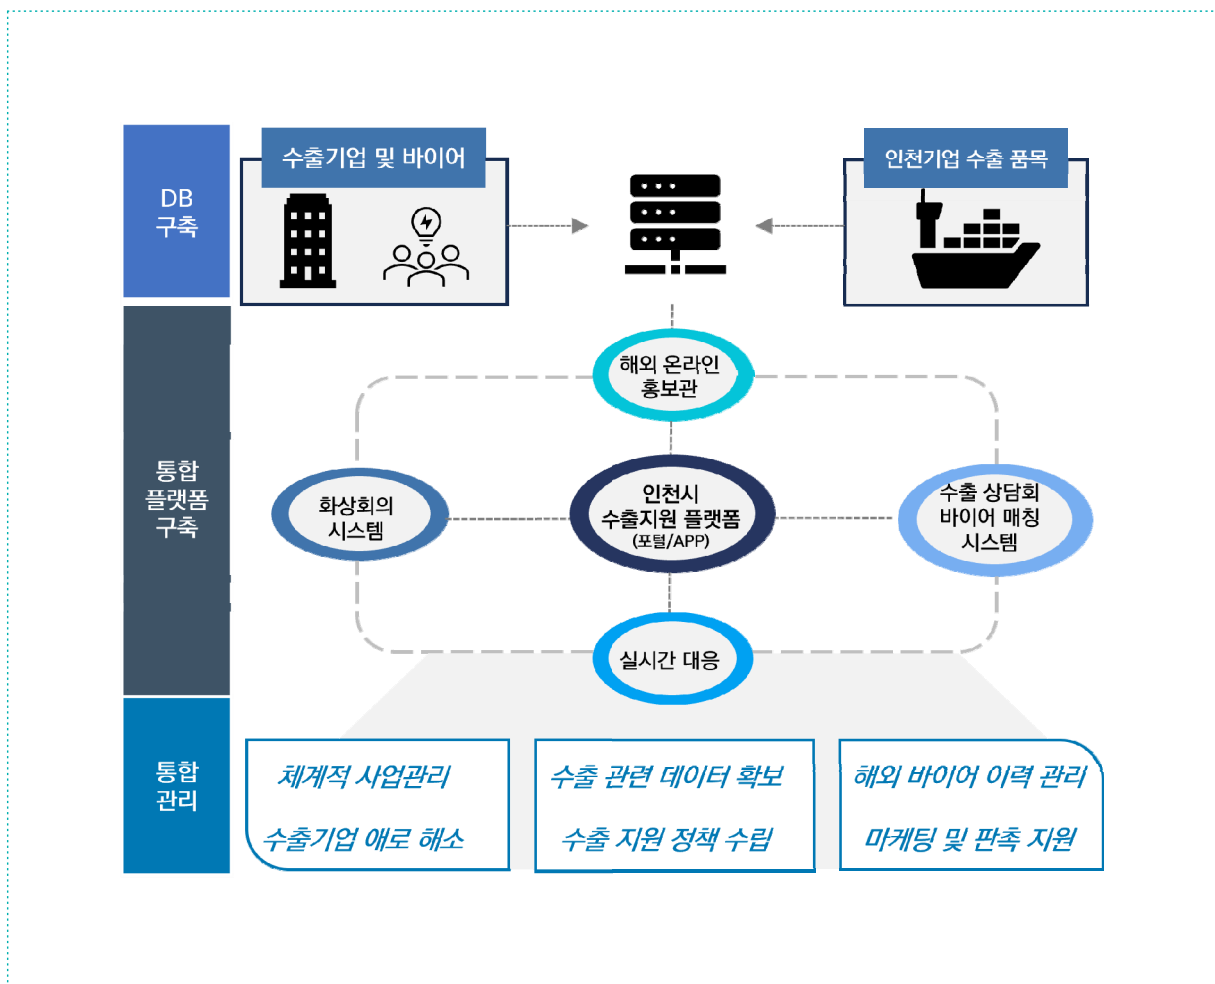 DB
구축
수출기업 및 바이어
인천기업 수출 품목
통합
플랫폼
구축
해외 온라인
홍보관
화상회의
시스템
인천시
수출지원 플랫폼
(포털/APP)
수출 상담회
바이어 매칭
시스템
실시간 대응
통합
관리
체계적 사업관리
수출기업 애로 해소
수출 관련 데이터 확보
수출 지원 정책 수립
해외 바이어 이력 관리
마케팅 및 판촉 지원